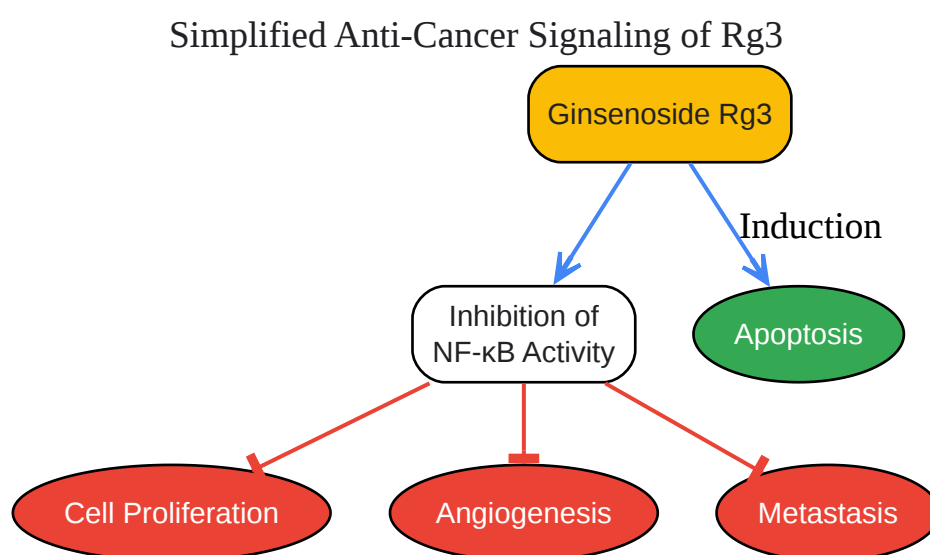 Simplified Anti-Cancer Signaling of Rg3
Ginsenoside Rg3
Induction
Inhibition of
NF-κB Activity
Apoptosis
Cell Proliferation
Angiogenesis
Metastasis